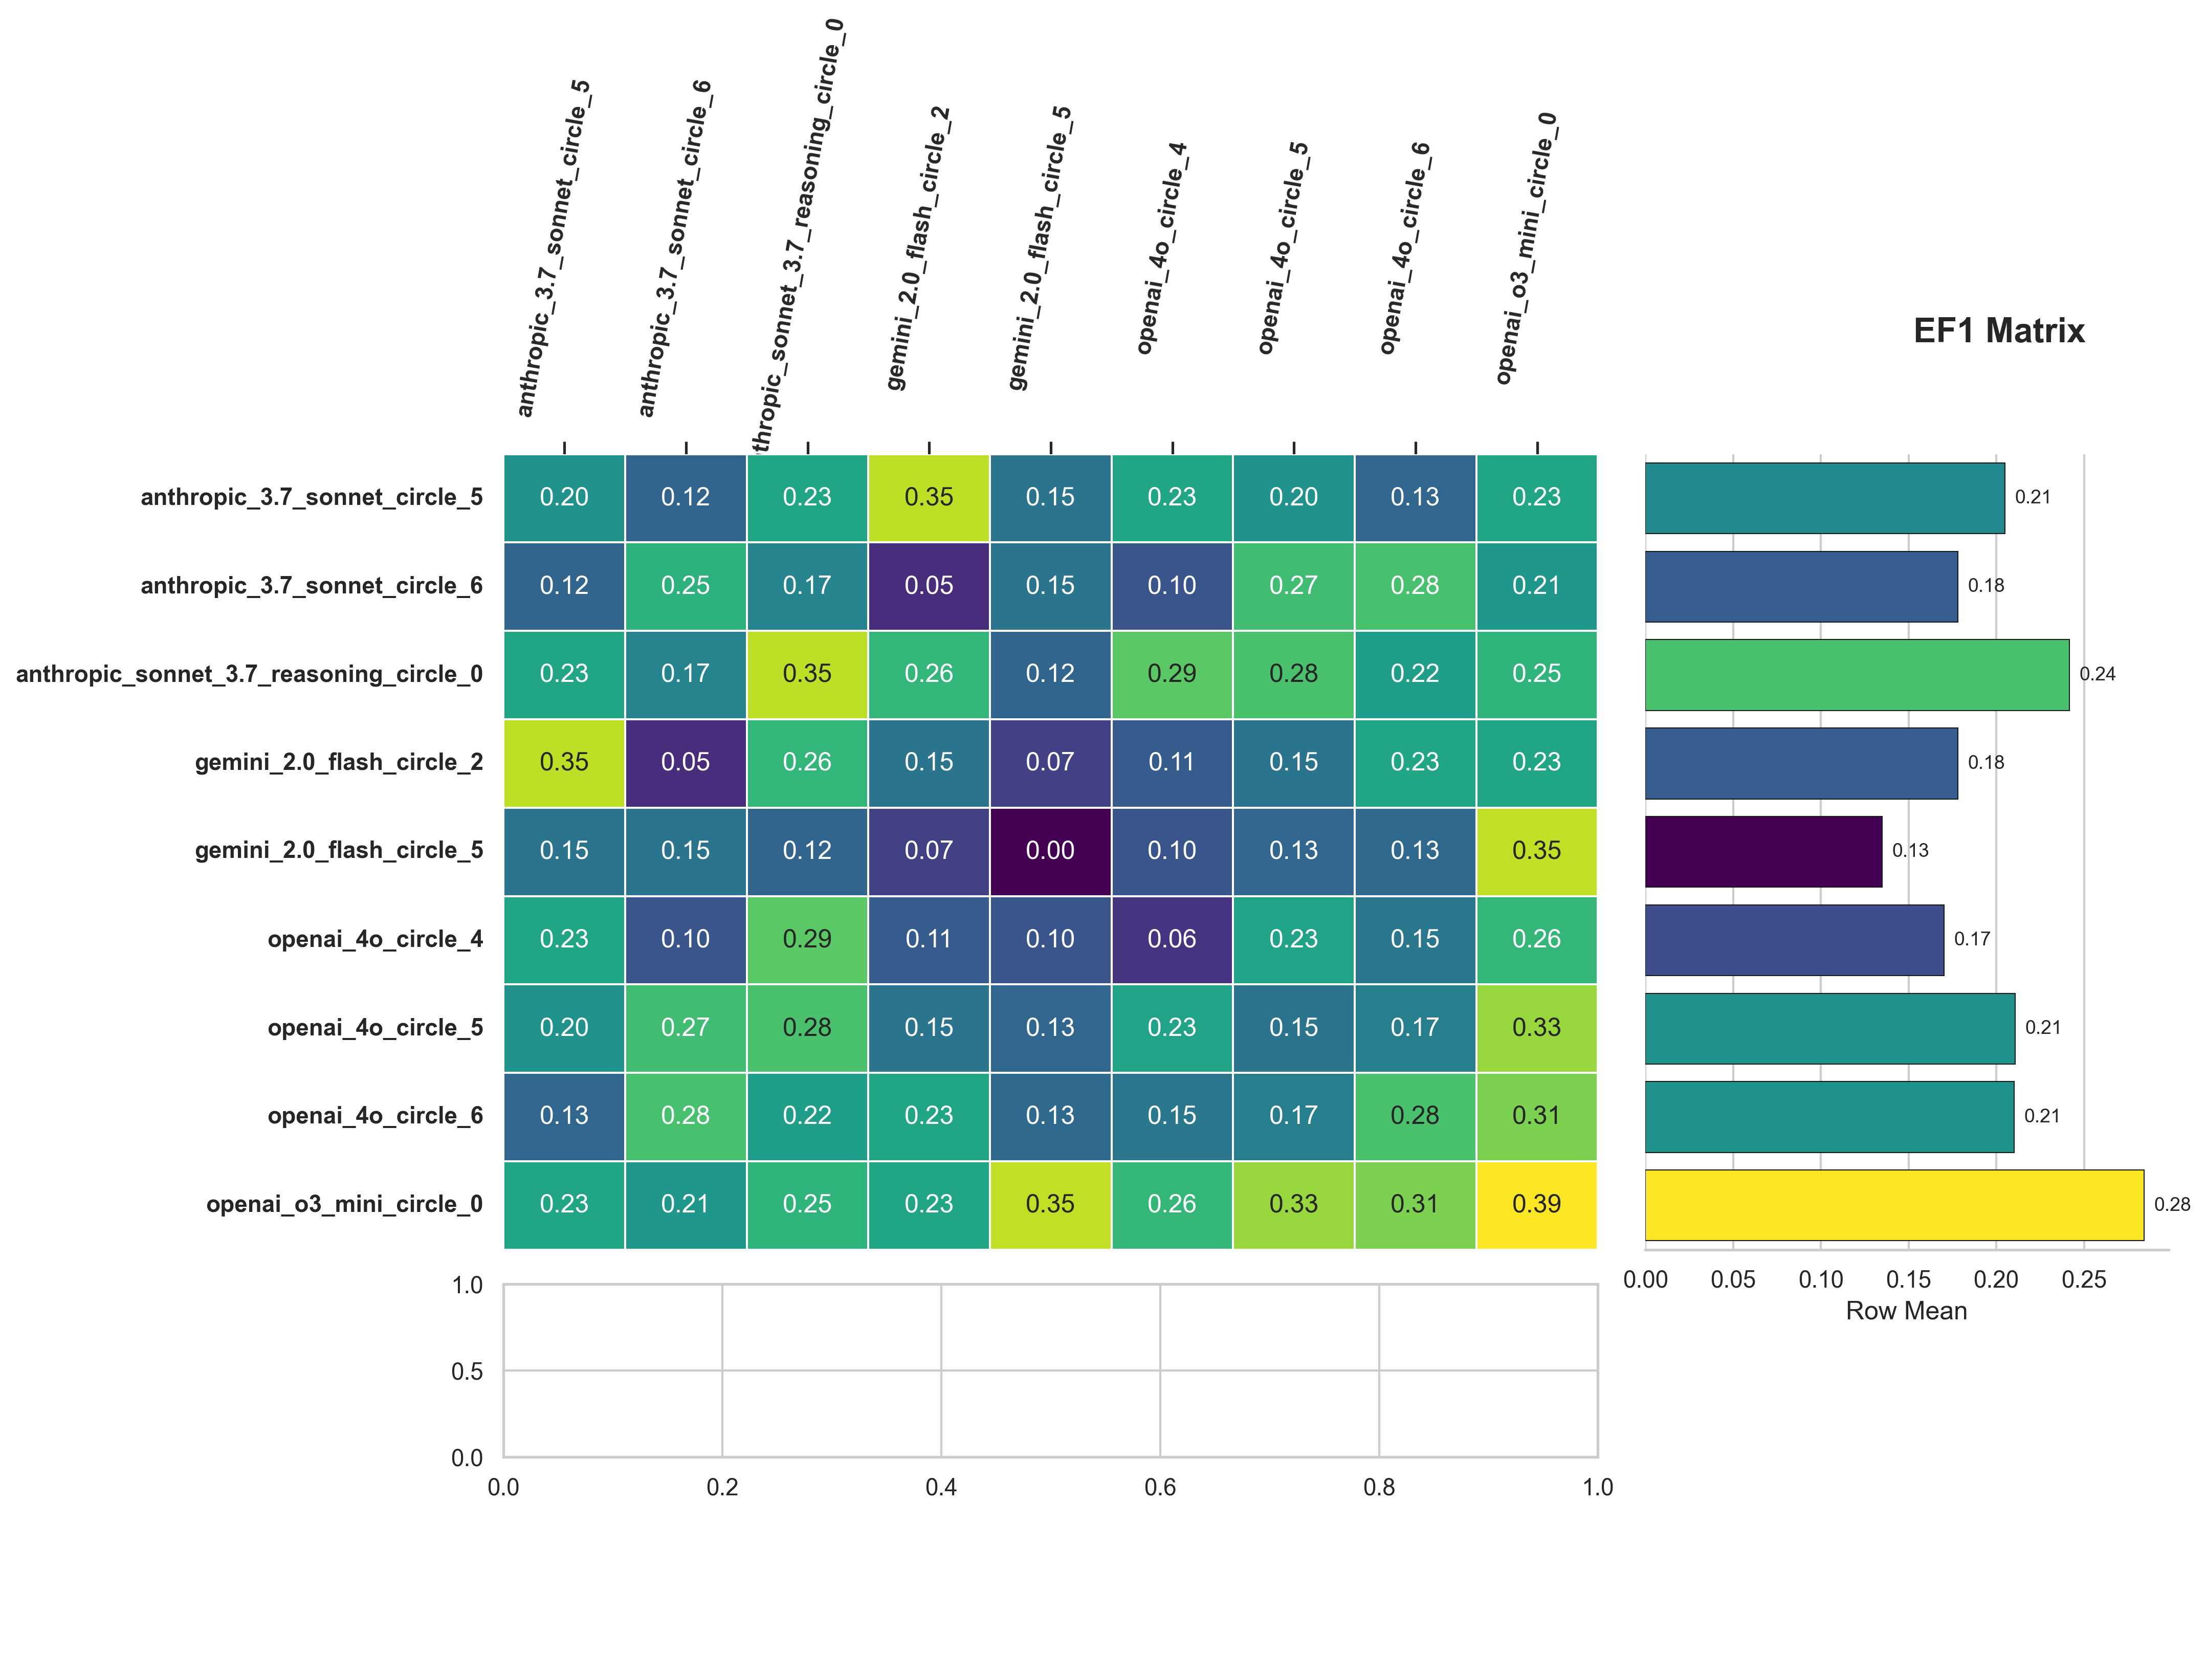 anthropic_3.7_sonnet_circle_5
anthropic_3.7_sonnet_circle_6
thropic_sonnet_3.7_reasoning_circle_0
gemini_2.0_flash_circle_2
gemini_2.0_flash_circle_5
openai_4o_circle_4
openai_4o_circle_5
openai_4o_circle_6
openai_o3_mini_circle_0
EF1 Matrix
anthropic_3.7_sonnet_circle_5 0.20 0.12 0.23 0.35 0.15 0.23 0.20 0.13 0.23 0.21
anthropic_3.7_sonnet_circle_6 0.12 0.25 0.17 0.05 0.15 0.10 0.27 0.28 0.21 0.18
anthropic_sonnet_3.7_reasoning_circle_0 0.23 0.17 0.35 0.26 0.12 0.29 0.28 0.22 0.25 0.24
gemini_2.0_flash_circle_2 0.35 0.05 0.26 0.15 0.07 0.11 0.15 0.23 0.23 0.18
gemini_2.0_flash_circle_5 0.15 0.15 0.12 0.07 0.00 0.10 0.13 0.13 0.35 0.13
openai_4o_circle_4 0.23 0.10 0.29 0.11 0.10 0.06 0.23 0.15 0.26 0.17
openai_4o_circle_5 0.20 0.27 0.28 0.15 0.13 0.23 0.15 0.17 0.33 0.21
openai_4o_circle_6 0.13 0.28 0.22 0.23 0.13 0.15 0.17 0.28 0.31 0.21
openai_o3_mini_circle_0 0.23 0.21 0.25 0.23 0.35 0.26 0.33 0.31 0.39 0.28
0.00 0.05 0.10 0.15 0.20 0.25
Row Mean
1.0
0.5
0.0
0.0 0.2 0.4 0.6 0.8 1.0